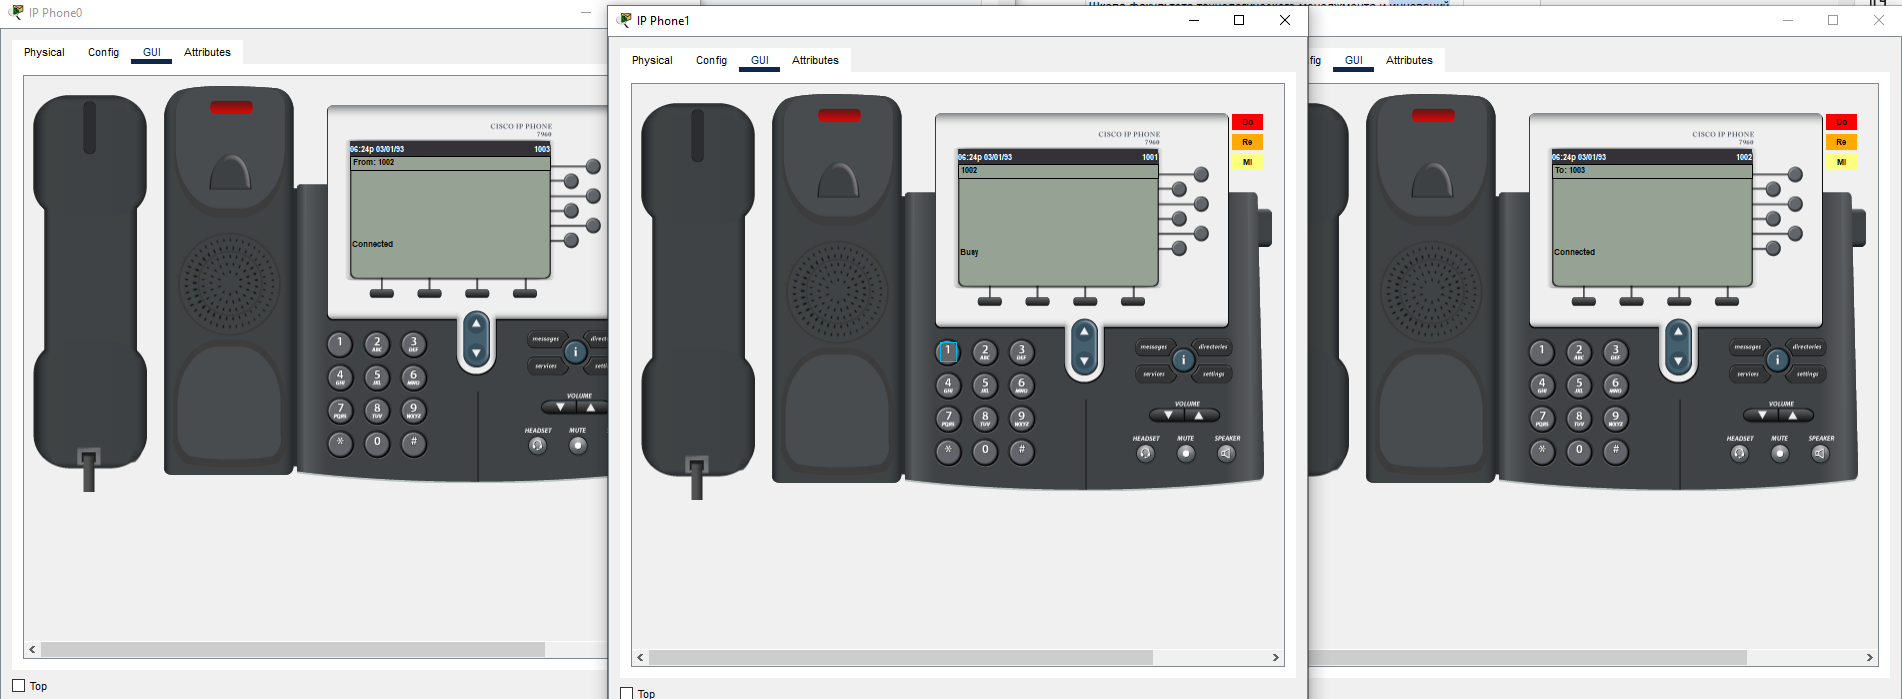 IP Phone0
Physical Config GUI Attributes
CISCO IP PHONE
7960
06:24p 03/01/93 1003
From: 1002
Connected
1
2 ABC
3 DEF
4 GHI
5 JKL
6 MNO
7 PQRS
8 TUV
9 WXYZ
*
0
#
messages
services
i
VOLUME
HEADSET MUTE
Top
IP Phone1
Physical Config GUI Attributes
CISCO IP PHONE
7960
06:24p 03/01/93 1001
1002
Busy
Do
Re
MI
1
2 ABC
3 DEF
4 GHI
5 JKL
6 MNO
7 PQRS
8 TUV
9 WXYZ
*
0
#
messages directories
i
services settings
VOLUME
HEADSET MUTE SPEAKER
Top
fig GUI Attributes
CISCO IP PHONE
7960
06:24p 03/01/93 1002
To: 1003
Connected
Do
Re
MI
1
2 ABC
3 DEF
4 GHI
5 JKL
6 MNO
7 PQRS
8 TUV
9 WXYZ
*
0
#
messages directories
i
services settings
VOLUME
HEADSET MUTE SPEAKER